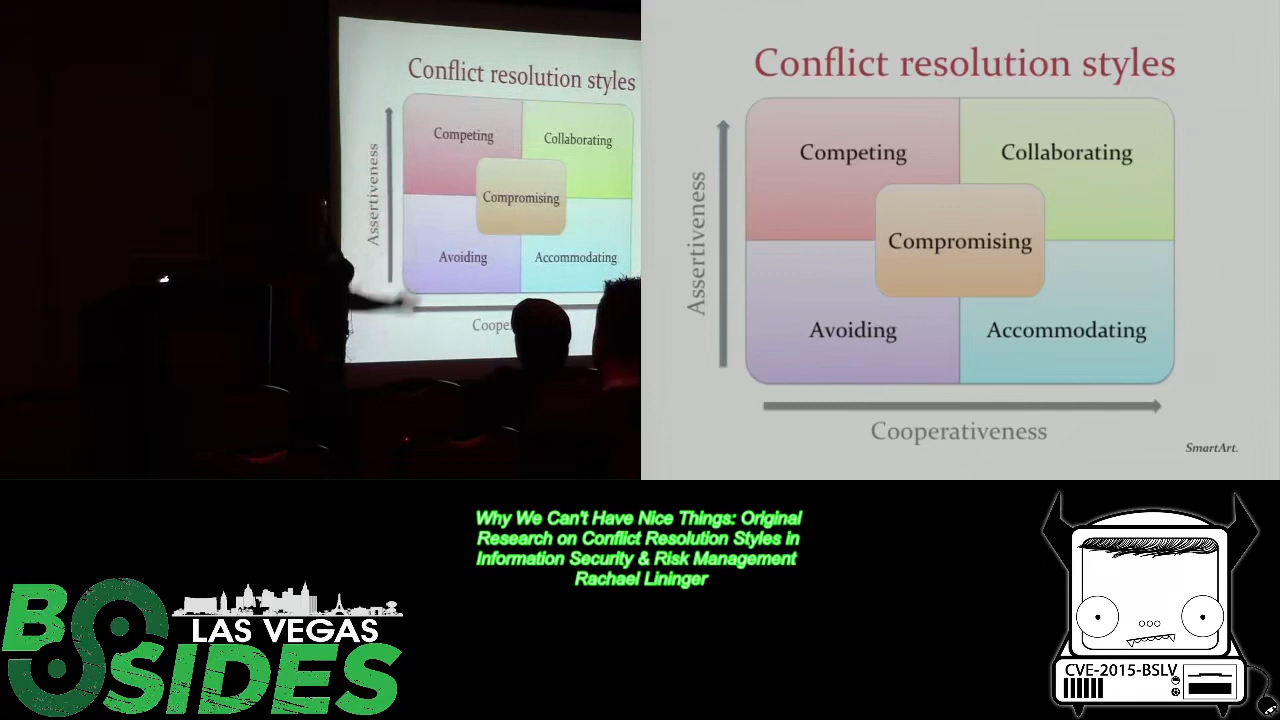 Conflict resolution styles
Competing
Collaborating
Compromising
Avoiding
Accommodating
Assertiveness
Cooper
Conflict resolution styles
Competing
Collaborating
Compromising
Avoiding
Accommodating
Assertiveness
Cooperativeness
SmartArt.
Why We Can't Have Nice Things: Original
Research on Conflict Resolution Styles in
Information Security & Risk Management
Rachael Lininger
BSIDES
LAS VEGAS
CVE-2015-BSLV